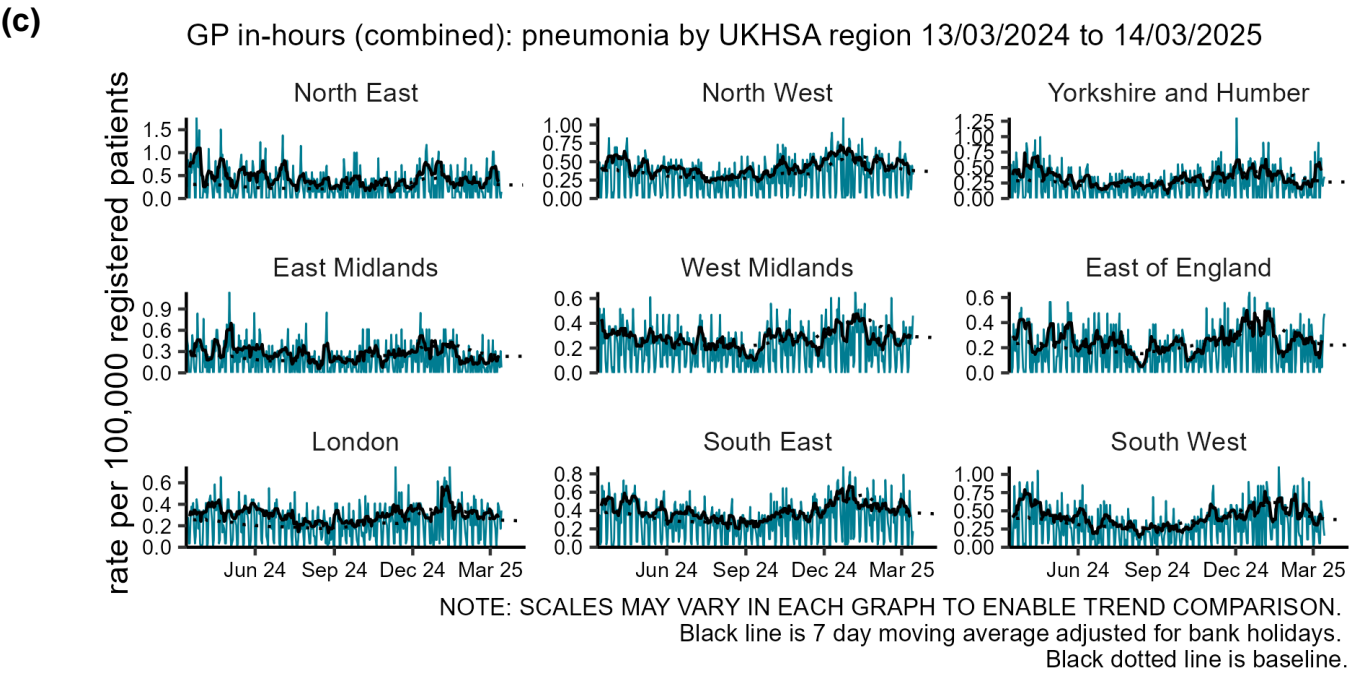 (c)
GP in-hours (combined): pneumonia by UKHSA region 13/03/2024 to 14/03/2025
rate per 100,000 registered patients
North East
1.5
1.0
0.5
0.0
North West
1.00
0.75
0.50
0.25
0.00
Yorkshire and Humber
1.25
1.00
0.75
0.50
0.25
0.00
East Midlands
0.9
0.6
0.3
0.0
West Midlands
0.6
0.4
0.2
0.0
East of England
0.6
0.4
0.2
0.0
London
0.6
0.4
0.2
0.0
South East
0.8
0.6
0.4
0.2
0.0
South West
1.00
0.75
0.50
0.25
0.00
Jun 24 Sep 24 Dec 24 Mar 25
Jun 24 Sep 24 Dec 24 Mar 25
Jun 24 Sep 24 Dec 24 Mar 25
NOTE: SCALES MAY VARY IN EACH GRAPH TO ENABLE TREND COMPARISON.
Black line is 7 day moving average adjusted for bank holidays.
Black dotted line is baseline.